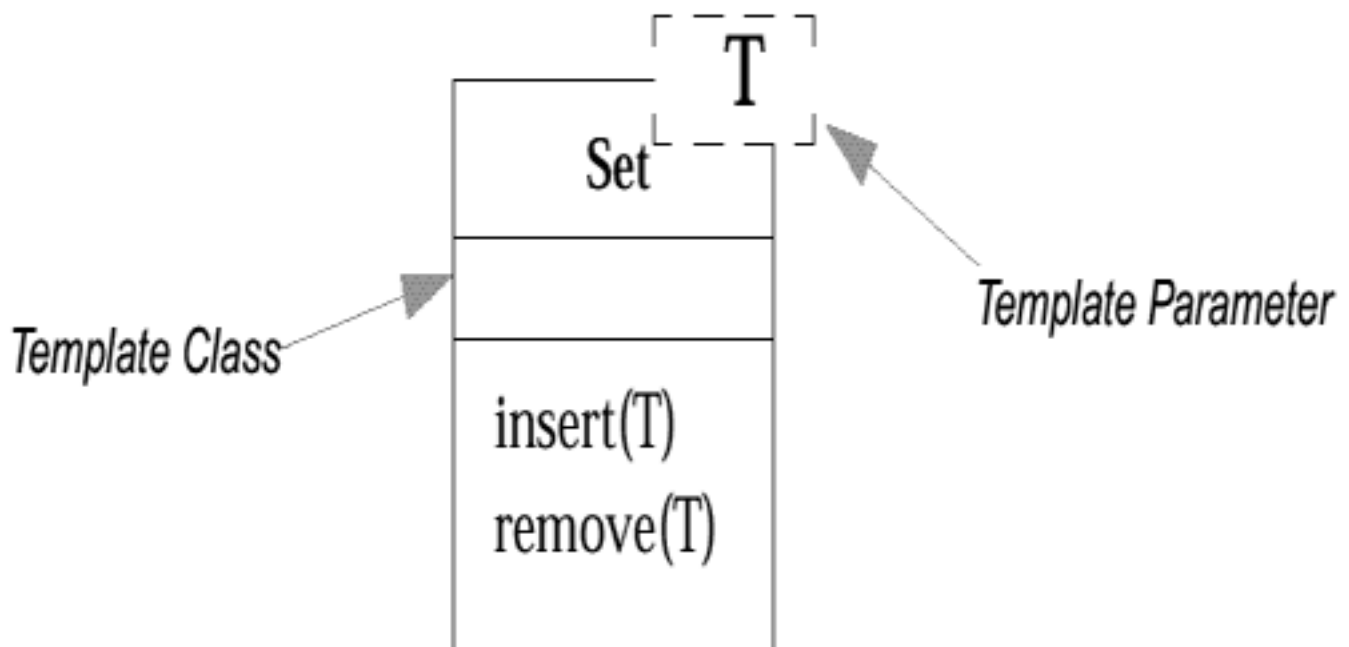 T
Set
Template Parameter
Template Class
insert(T)
remove(T)